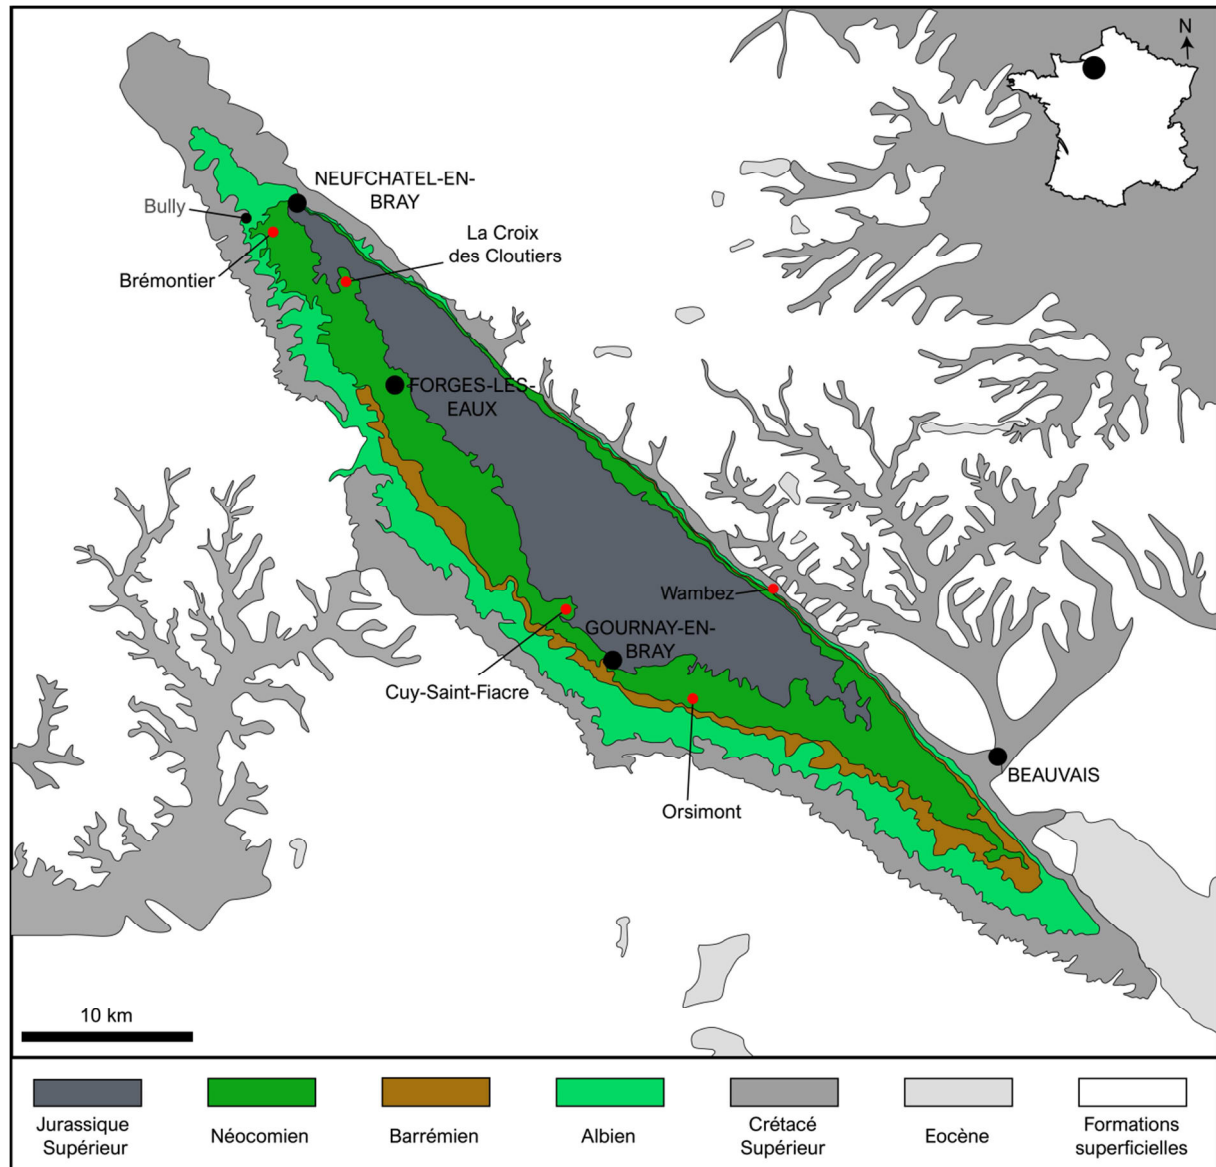 N
NEUFCHATEL-EN-
BRAY
Bully
La Croix
des Cloutiers
Brémontier
FORGES-LES-
EAUX
Wambez
GOURNAY-EN-
BRAY
Cuy-Saint-Fiacre
BEAUVAIS
Orsimont
10 km
Jurassique
Supérieur
Néocomien
Barrémien
Albien
Crétacé
Supérieur
Eocène
Formations
superficielles